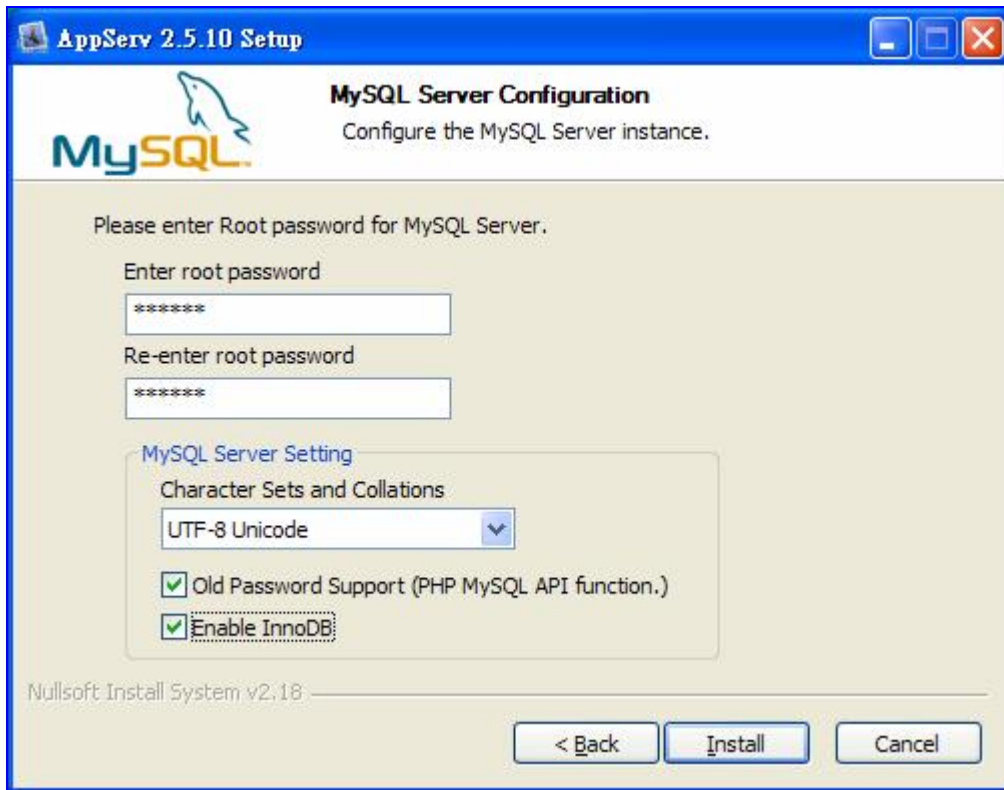 AppServ 2.5.10 Setup
MySQL Server Configuration
Configure the MySQL Server instance.
MySQL™
Please enter Root password for MySQL Server.
Enter root password
******
Re-enter root password
******
MySQL Server Setting
Character Sets and Collations
UTF-8 Unicode
Old Password Support (PHP MySQL API function.)
Enable InnoDB
Nullsoft Install System v2.18
< Back
Install
Cancel